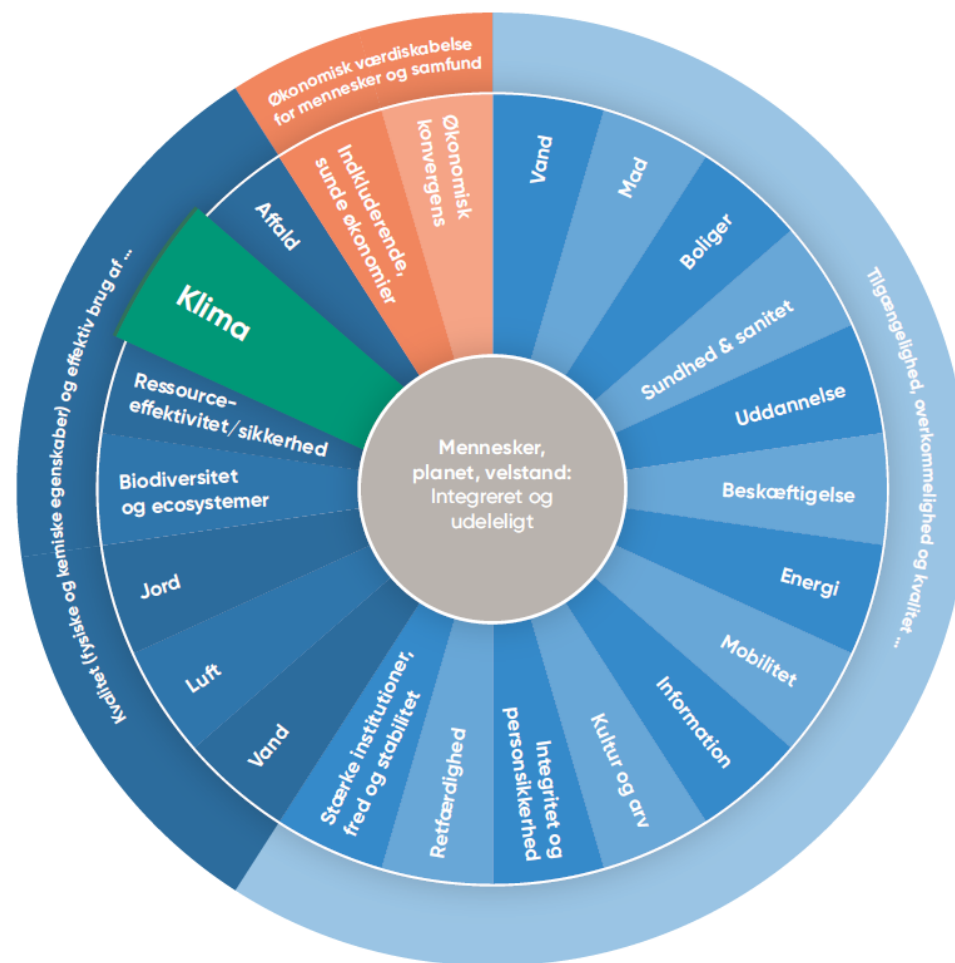 Økonomisk værdiskabelse
for mennesker og samfund
Tilgængelighed, overkommelighed og kvalitet ...
Kvalitet (fysiske og kemiske egenskaber) og effektiv brug af ...
Vand
Mad
Boliger
Sundhed & sanitet
Uddannelse
Beskæftigelse
Energi
Mobilitet
Information
Kultur og arv
Integritet og
personsikkerhed
Retfærdighed
Stærke institutioner,
fred og stabilitet
Vand
Luft
Jord
Biodiversitet
og ecosystemer
Ressource-
effektivitet/sikkerhed
Klima
Affald
Indkluderende,
sunde økonomier
Økonomisk
konvergens
Mennesker,
planet, velstand:
Integreret og
udeleligt